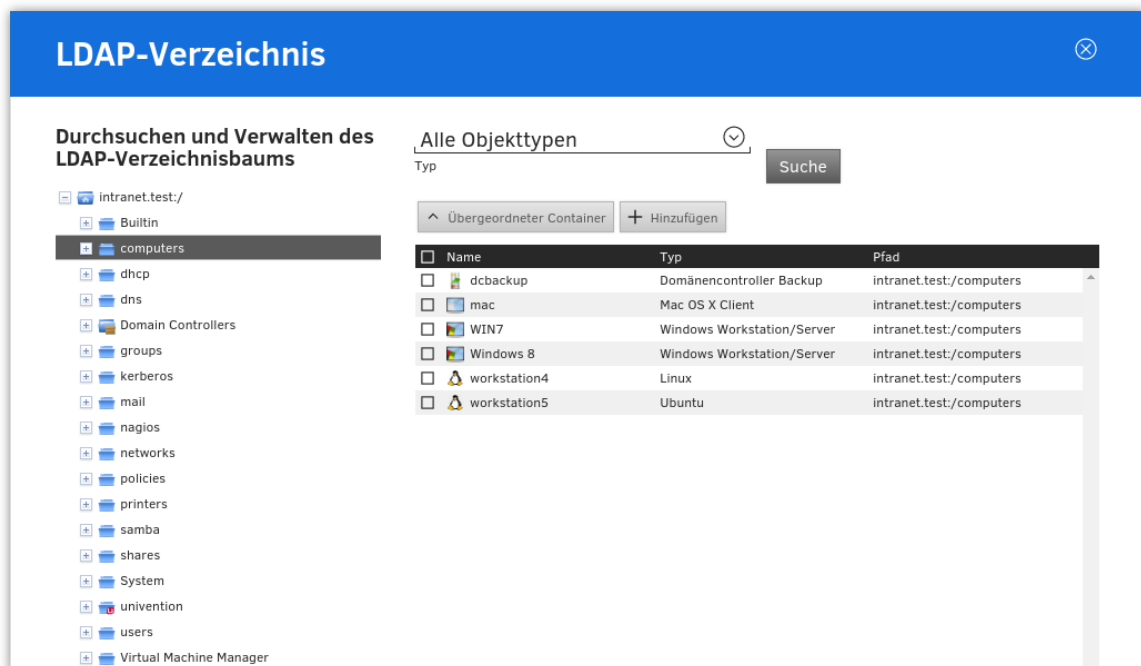 LDAP-Verzeichnis
Durchsuchen und Verwalten des
LDAP-Verzeichnisbaums
intranet.test:/
Builtin
computers
dhcp
dns
Domain Controllers
groups
kerberos
mail
nagios
networks
policies
printers
samba
shares
System
univention
users
Virtual Machine Manager
Alle Objekttypen
Typ
Suche
Übergeordneter Container Hinzufügen
Name Typ Pfad
dcbackup Domänencontroller Backup intranet.test:/computers
mac Mac OS X Client intranet.test:/computers
WIN7 Windows Workstation/Server intranet.test:/computers
Windows 8 Windows Workstation/Server intranet.test:/computers
workstation4 Linux intranet.test:/computers
workstation5 Ubuntu intranet.test:/computers